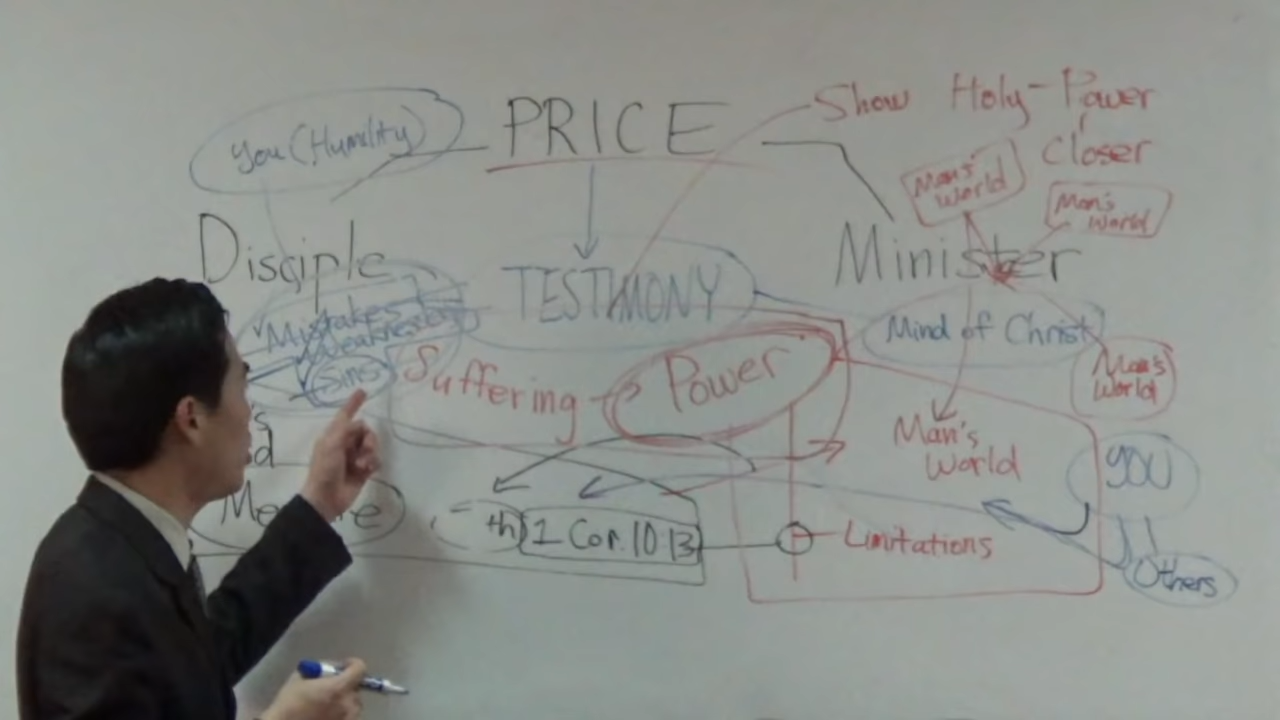 Show Holy-Power
PRICE
You (Humility)
Closer
Man's
World
Man's
World
Disciple
Minister
TESTIMONY
Mistakes
Weaknesses
Sins
Mind of Christ
Suffering
Power
Man's
World
Man's
World
YOU
th
1 Cor. 10:13
Limitations
Others